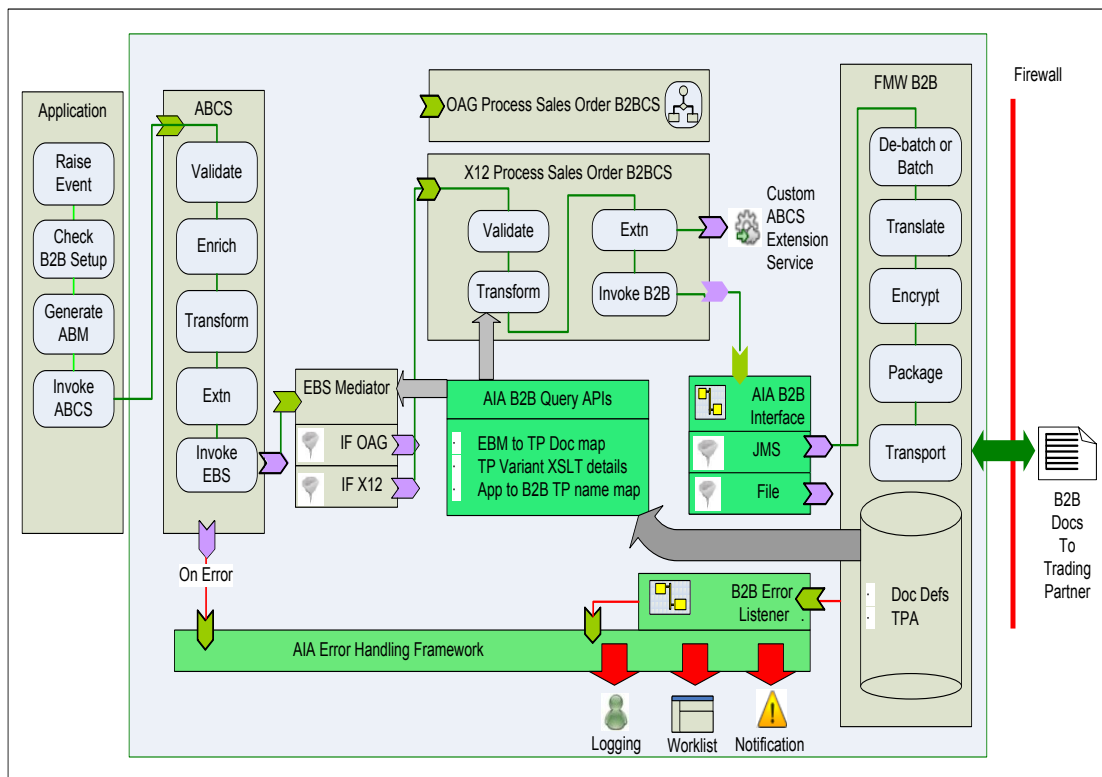 Application
Raise
Event
Check
B2B Setup
Generate
ABM
Invoke
ABCS
ABCS
Validate
Enrich
Transform
Extn
Invoke
EBS
On Error
OAG Process Sales Order B2BCS
X12 Process Sales Order B2BCS
Validate
Transform
Extn
Invoke B2B
Custom
ABCS
Extension
Service
EBS Mediator
IF OAG
IF X12
AIA B2B Query APIs
· EBM to TP Doc map
· TP Variant XSLT details
· App to B2B TP name map
AIA B2B
Interface
JMS
File
FMW B2B
De-batch or
Batch
Translate
Encrypt
Package
Transport
· Doc Defs
· TPA
Firewall
B2B
Docs
To
Trading
Partner
B2B Error
Listener .
AIA Error Handling Framework
Logging
Worklist
Notification